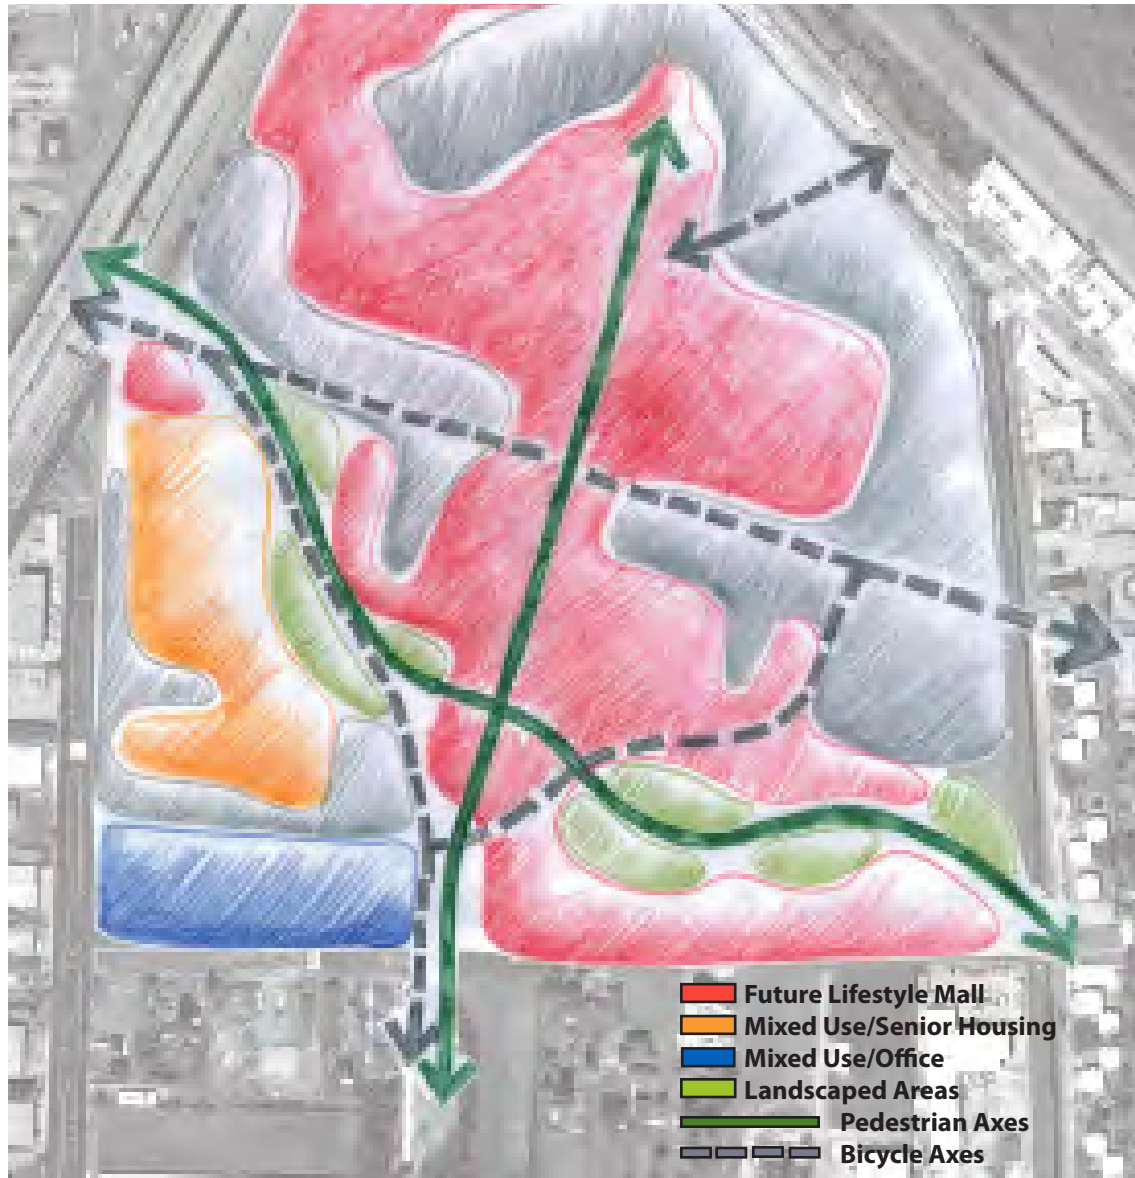 Future Lifestyle Mall
Mixed Use/Senior Housing
Mixed Use/Office
Landscaped Areas
Pedestrian Axes
Bicycle Axes